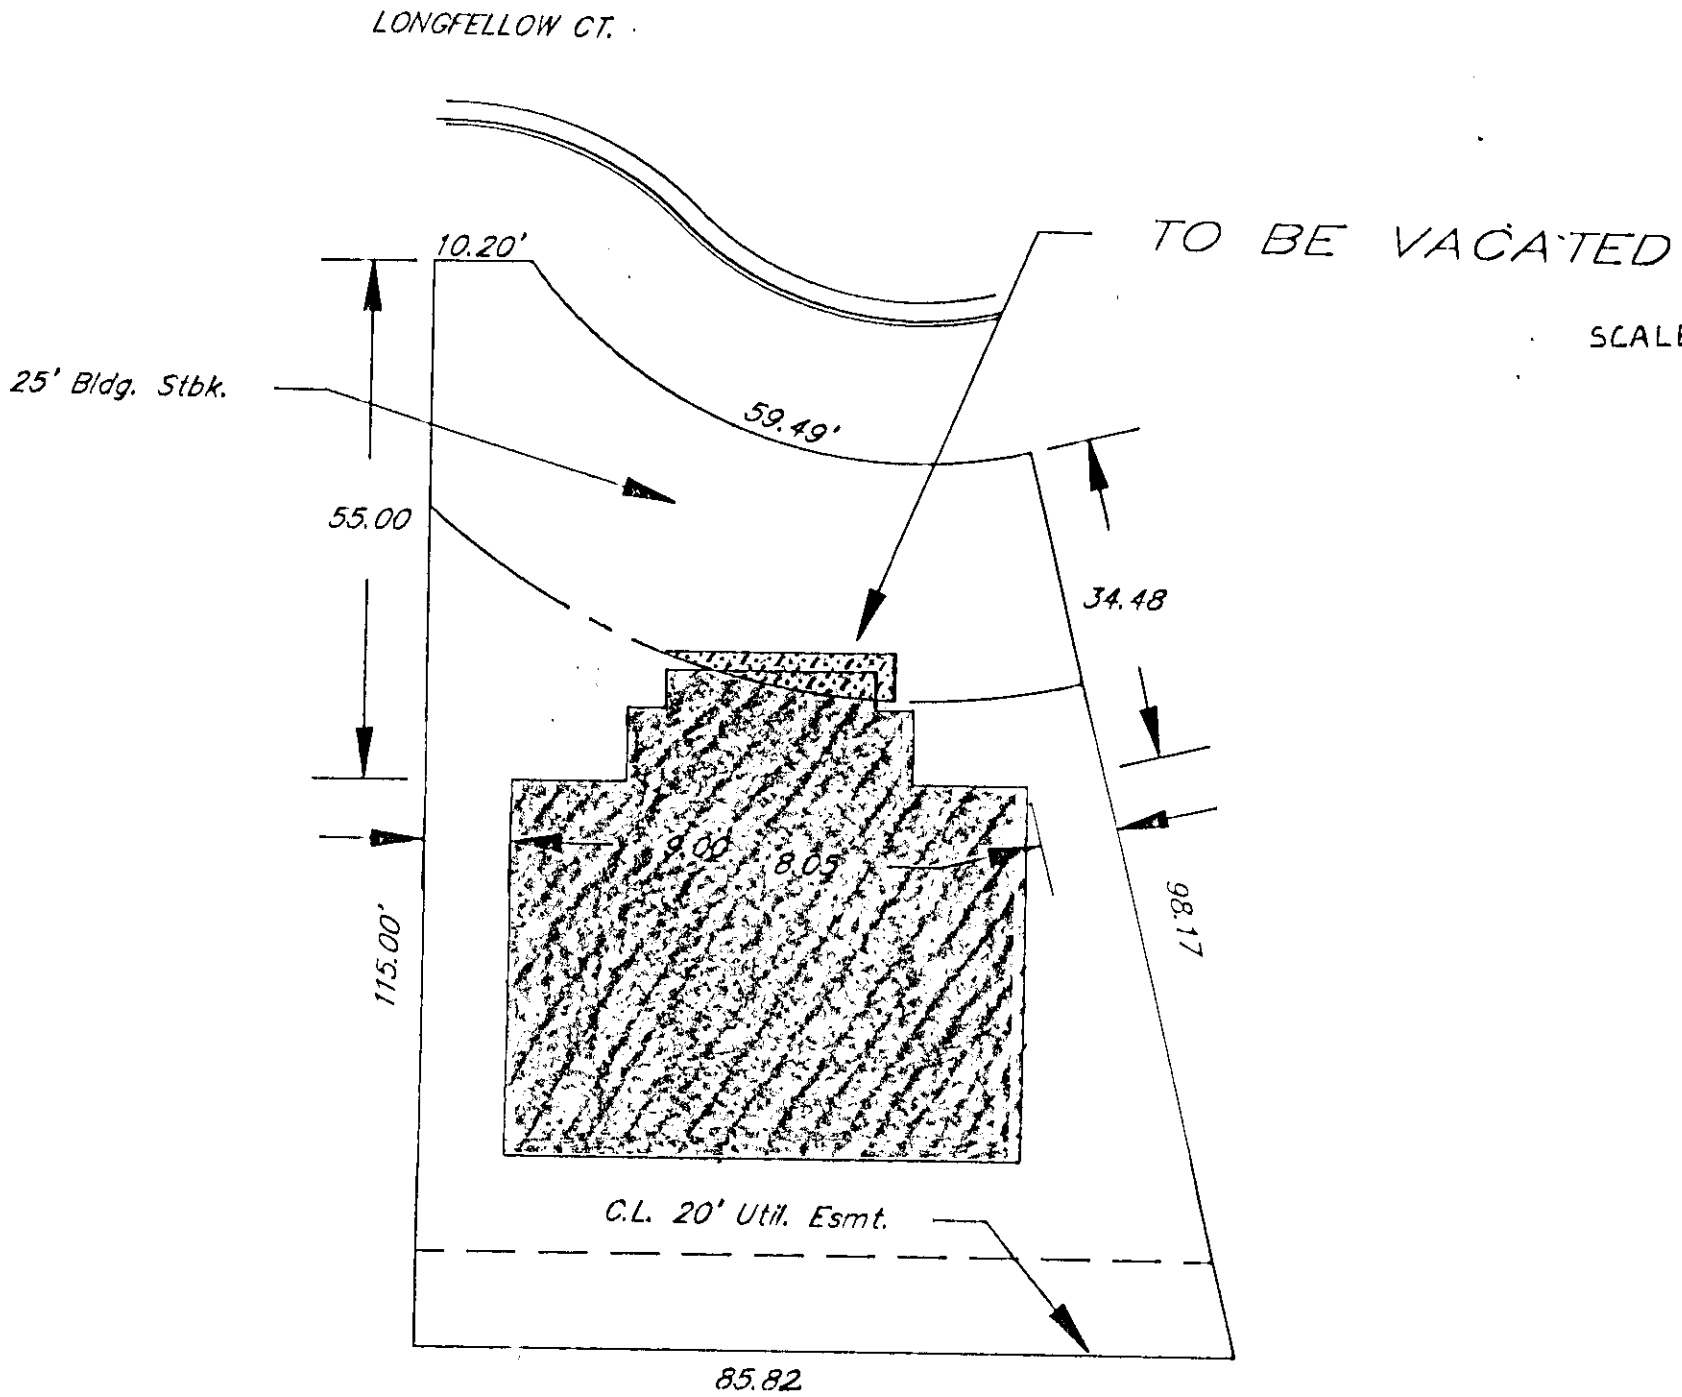 LONGFELLOW CT.
10.20'
TO BE VACATED
SCALE
25' Bldg. Stbk.
59.49'
55.00
34.48
9.00
8.05
98.17
115.00'
C.L. 20' Util. Esmt.
85.82